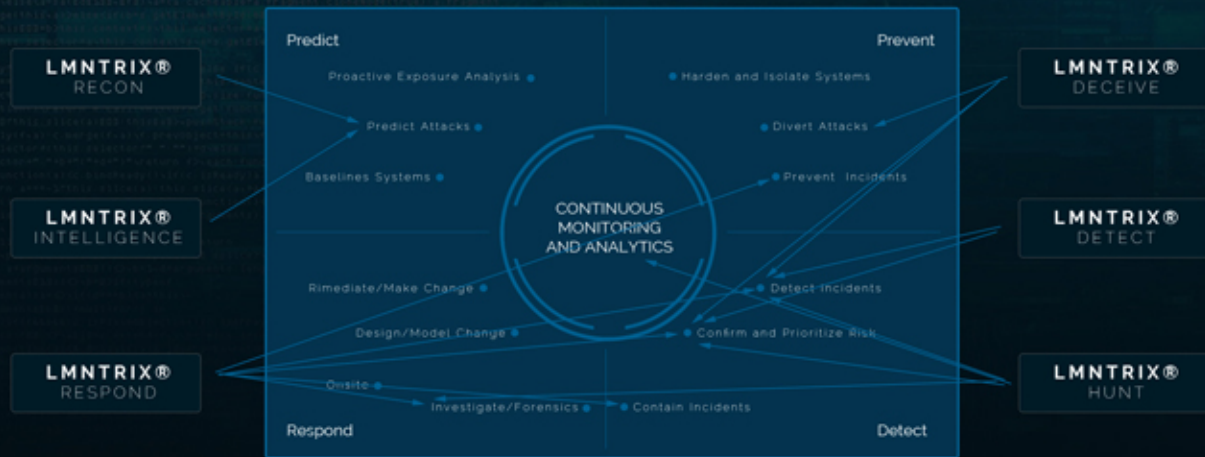 Predict
Prevent
LMNTRIX®
RECON
Proactive Exposure Analysis
Harden and Isolate Systems
LMNTRIX®
DECEIVE
Predict Attacks
Divert Attacks
Baselines Systems
Prevent Incidents
LMNTRIX®
INTELLIGENCE
CONTINUOUS
MONITORING
AND ANALYTICS
LMNTRIX®
DETECT
Rimediate/Make Change
Detect Incidents
Design/Model Change
Confirm and Prioritize Risk
LMNTRIX®
RESPOND
Onsite
LMNTRIX®
HUNT
Investigate/Forensics
Contain Incidents
Respond
Detect